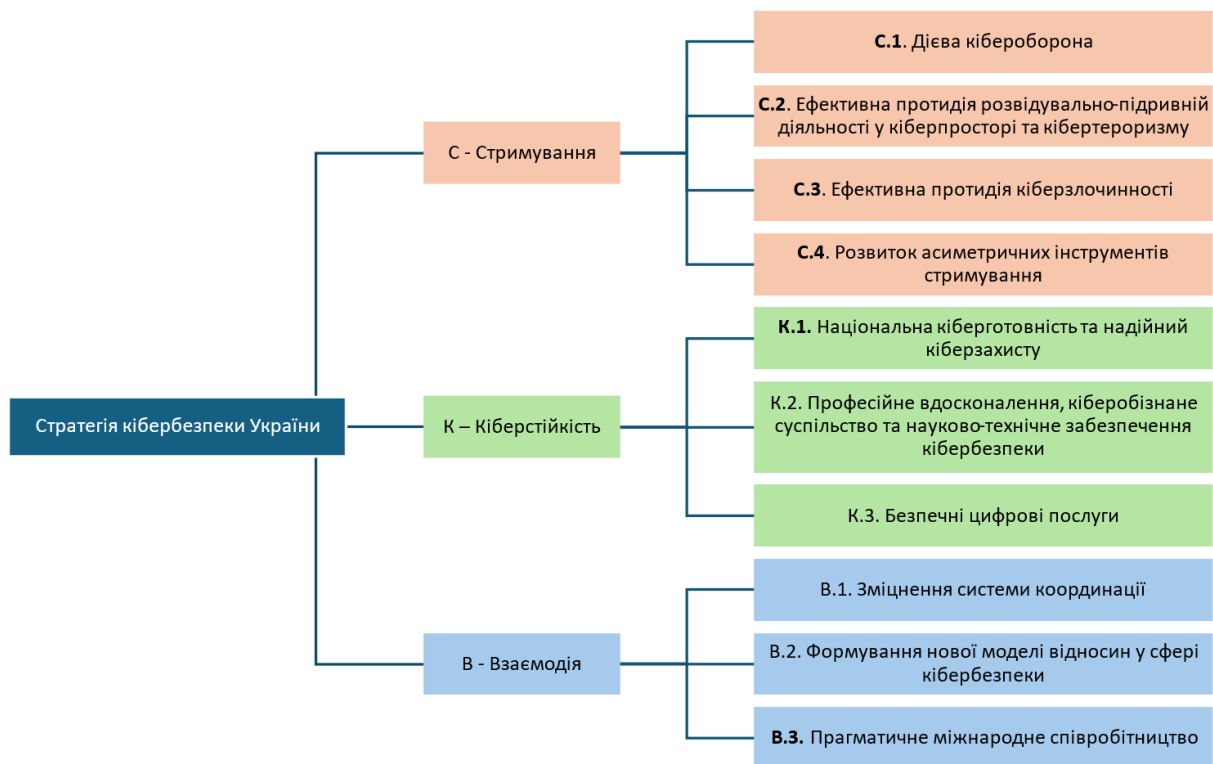 Стратегія кібербезпеки України
С - Стримування
С.1. Дієва кібероборона
С.2. Ефективна протидія розвідувально-підривній
діяльності у кіберпросторі та кібертероризму
С.3. Ефективна протидія кіберзлочинності
С.4. Розвиток асиметричних інструментів
стримування
К – Кіберстійкість
К.1. Національна кіберготовність та надійний
кіберзахисту
К.2. Професійне вдосконалення, кіберобізнане
суспільство та науково-технічне забезпечення
кібербезпеки
К.3. Безпечні цифрові послуги
В - Взаємодія
В.1. Зміцнення системи координації
В.2. Формування нової моделі відносин у сфері
кібербезпеки
В.3. Прагматичне міжнародне співробітництво